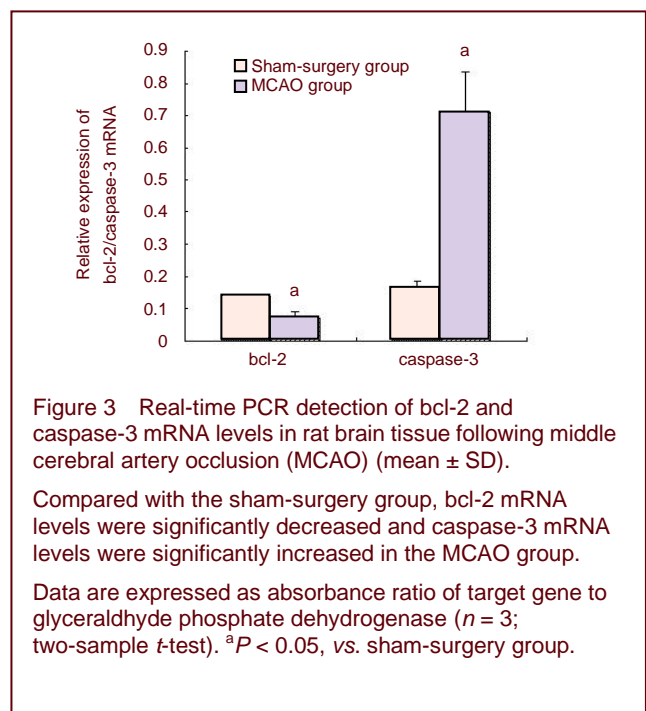 0.9
0.8
0.7
0.6
0.5
0.4
0.3
0.2
0.1
0
Relative expression of
bcl-2/caspase-3 mRNA
Sham-surgery group
MCAO group
a
a
bcl-2
caspase-3
Figure 3 Real-time PCR detection of bcl-2 and
caspase-3 mRNA levels in rat brain tissue following middle
cerebral artery occlusion (MCAO) (mean ± SD).
Compared with the sham-surgery group, bcl-2 mRNA
levels were significantly decreased and caspase-3 mRNA
levels were significantly increased in the MCAO group.
Data are expressed as absorbance ratio of target gene to
glyceraldhyde phosphate dehydrogenase (n = 3;
two-sample t-test). ᵃP < 0.05, vs. sham-surgery group.